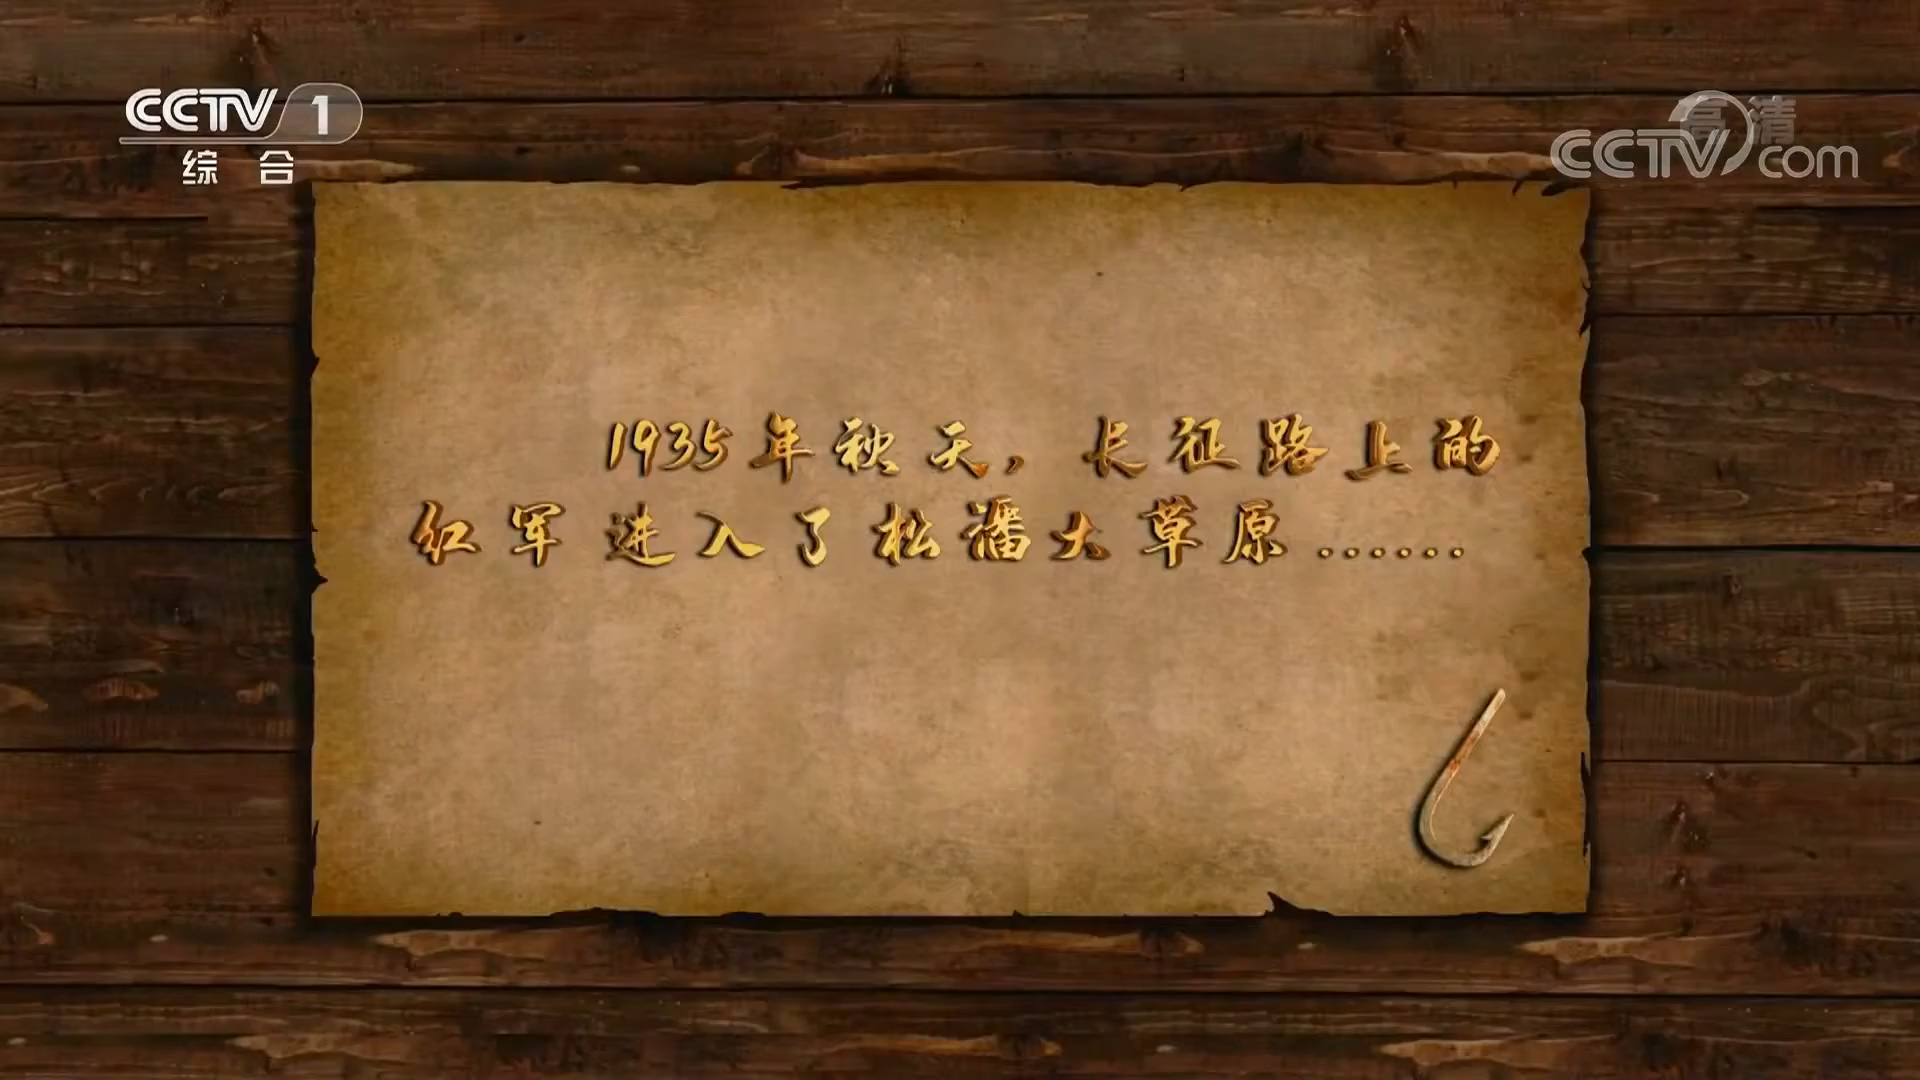 CCTV 1
综合
高清
CCTV com
1935年秋天，长征路上的
红军进入了松潘大草原......